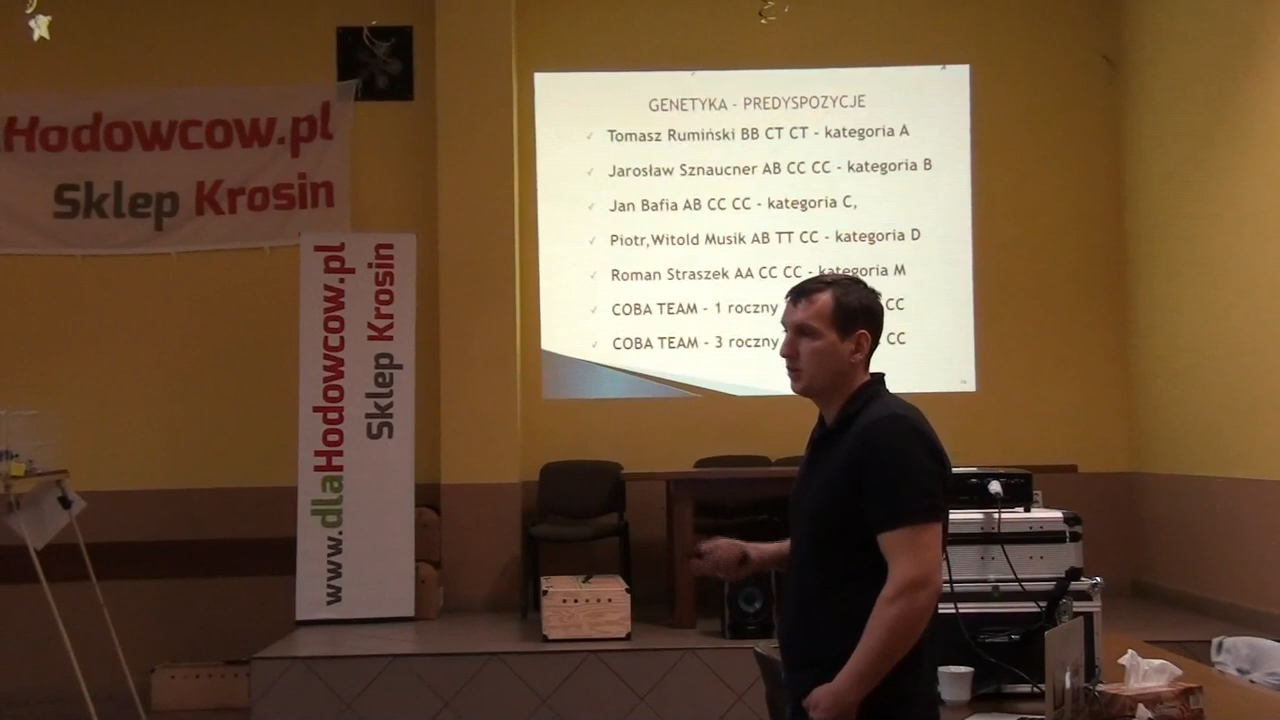 Hodowcow.pl
Sklep Krosin
www.dlaHodowcow.pl
Sklep Krosin
GENETYKA - PREDYSPOZYCJE
Tomasz Rumiński BB CT CT - kategoria A
Jarosław Sznaucner AB CC CC - kategoria B
Jan Bafia AB CC CC - kategoria C,
Piotr,Witold Musik AB TT CC - kategoria D
Roman Straszek AA CC CC - kategoria M
COBA TEAM - 1 roczny CC
COBA TEAM - 3 roczny CC